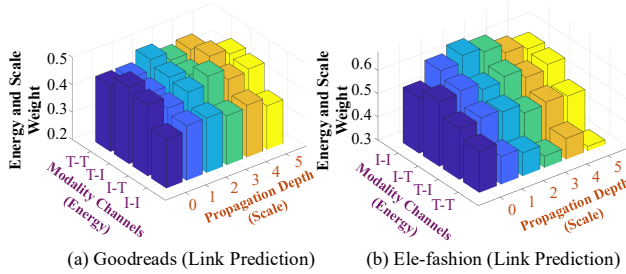 Energy and Scale
Weight
0.5
0.4
0.3
0.2
T-T
T-I
I-T
I-I
Modality Channels
(Energy)
0
1
2
3
4
5
Propagation Depth
(Scale)
(a) Goodreads (Link Prediction)
Energy and Scale
Weight
0.6
0.5
0.4
0.3
I-I
I-T
T-I
T-T
Modality Channels
(Energy)
0
1
2
3
4
5
Propagation Depth
(Scale)
(b) Ele-fashion (Link Prediction)